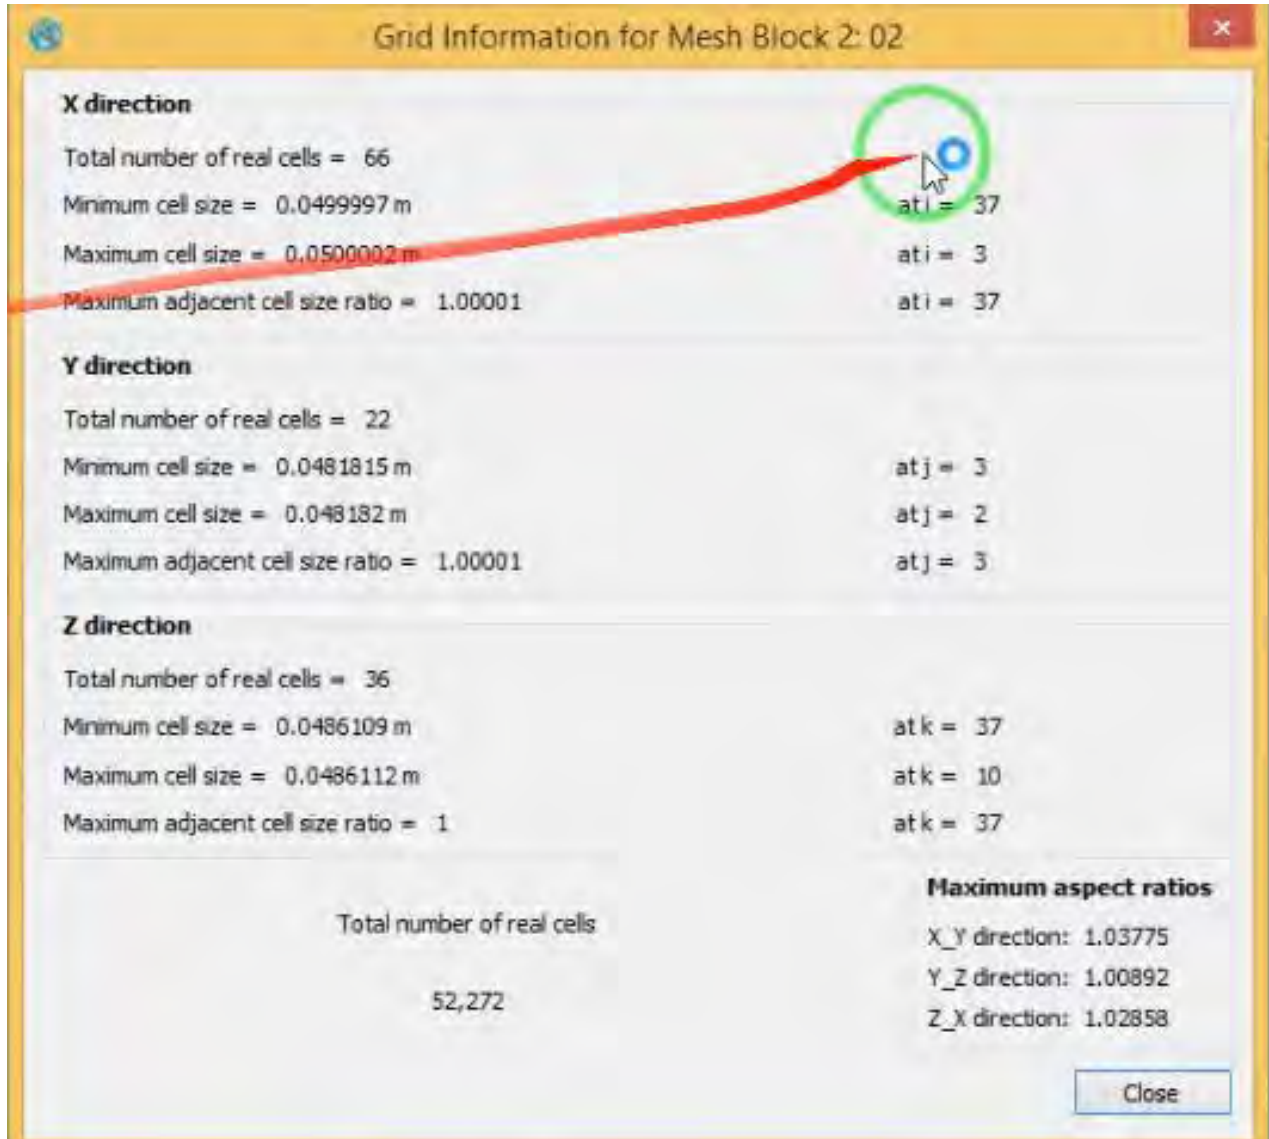 Grid Information for Mesh Block 2: 02
X direction
Total number of real cells = 66
Minimum cell size = 0.0499997 m at i = 37
Maximum cell size = 0.0500002 m at i = 3
Maximum adjacent cell size ratio = 1.00001 at i = 37
Y direction
Total number of real cells = 22
Minimum cell size = 0.0481815 m at j = 3
Maximum cell size = 0.048182 m at j = 2
Maximum adjacent cell size ratio = 1.00001 at j = 3
Z direction
Total number of real cells = 36
Minimum cell size = 0.0486109 m at k = 37
Maximum cell size = 0.0486112 m at k = 10
Maximum adjacent cell size ratio = 1 at k = 37
Maximum aspect ratios
Total number of real cells
X_Y direction: 1.03775
Y_Z direction: 1.00892
52,272
Z_X direction: 1.02858
Close